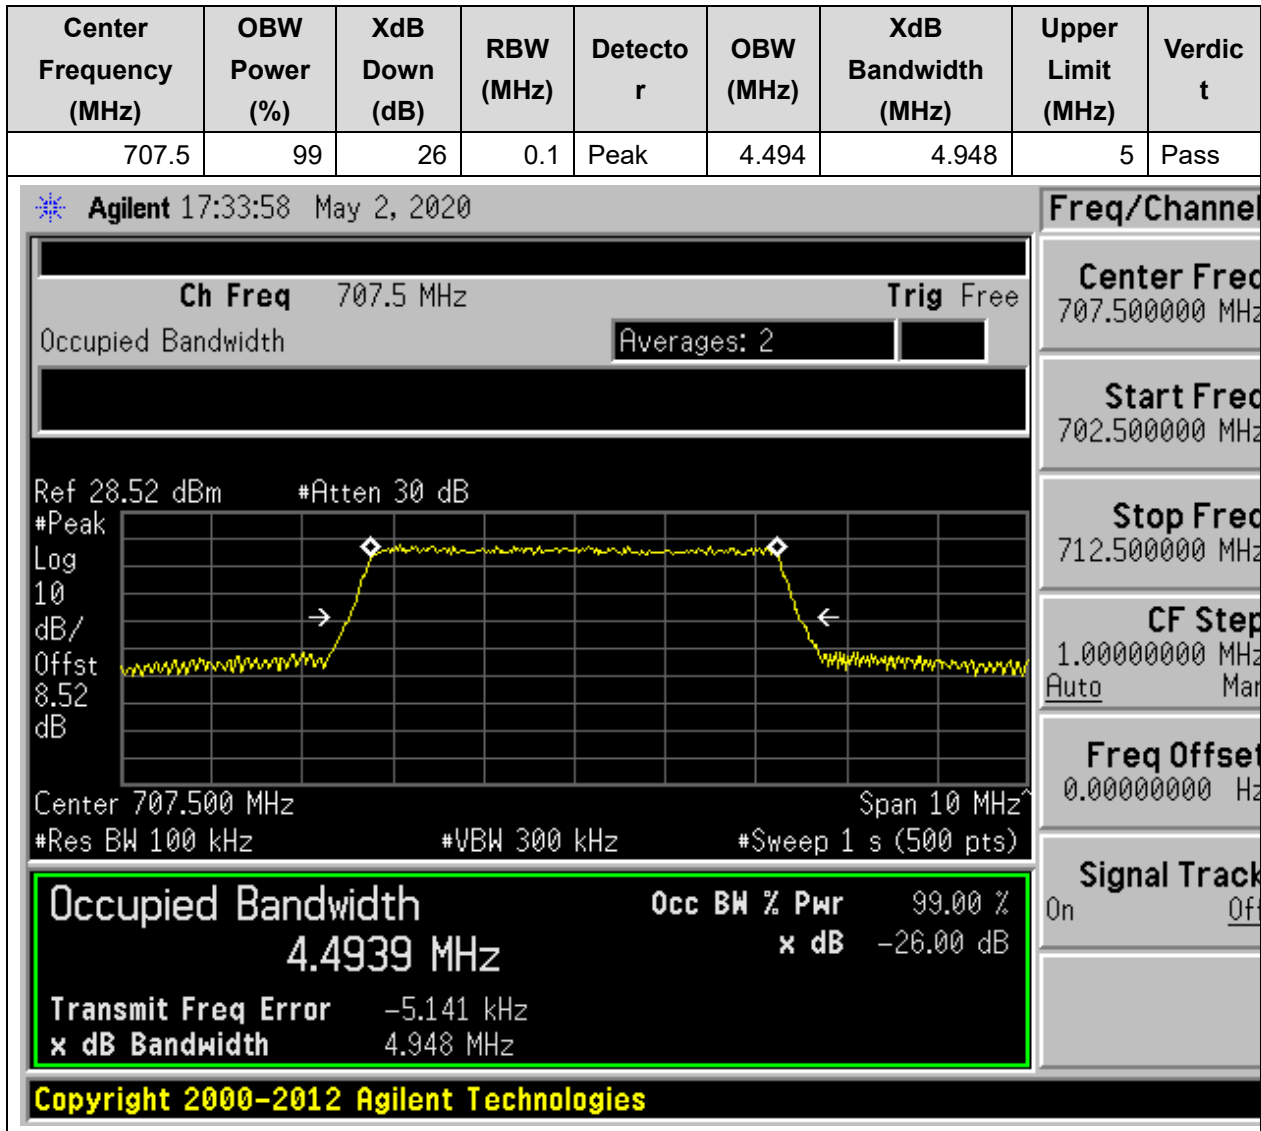 Center Frequency (MHz) OBW Power (%) XdB Down (dB) RBW (MHz) Detecto r OBW (MHz) XdB Bandwidth (MHz) Upper Limit (MHz) Verdic t
707.5 99 26 0.1 Peak 4.494 4.948 5 Pass
Agilent 17:33:58 May 2, 2020
Freq/Channel
Ch Freq 707.5 MHz Trig Free
Occupied Bandwidth Averages: 2
Center Freq
707.500000 MHz
Start Freq
702.500000 MHz
Stop Freq
712.500000 MHz
CF Step
1.00000000 MHz
Auto Man
Freq Offset
0.00000000 Hz
Signal Track
On Off
Ref 28.52 dBm #Atten 30 dB
#Peak
Log
10
dB/
Offst
8.52
dB
Center 707.500 MHz Span 10 MHz^
#Res BW 100 kHz #VBW 300 kHz #Sweep 1 s (500 pts)
Occupied Bandwidth
4.4939 MHz
Occ BW % Pwr 99.00 %
x dB -26.00 dB
Transmit Freq Error -5.141 kHz
x dB Bandwidth 4.948 MHz
Copyright 2000-2012 Agilent Technologies